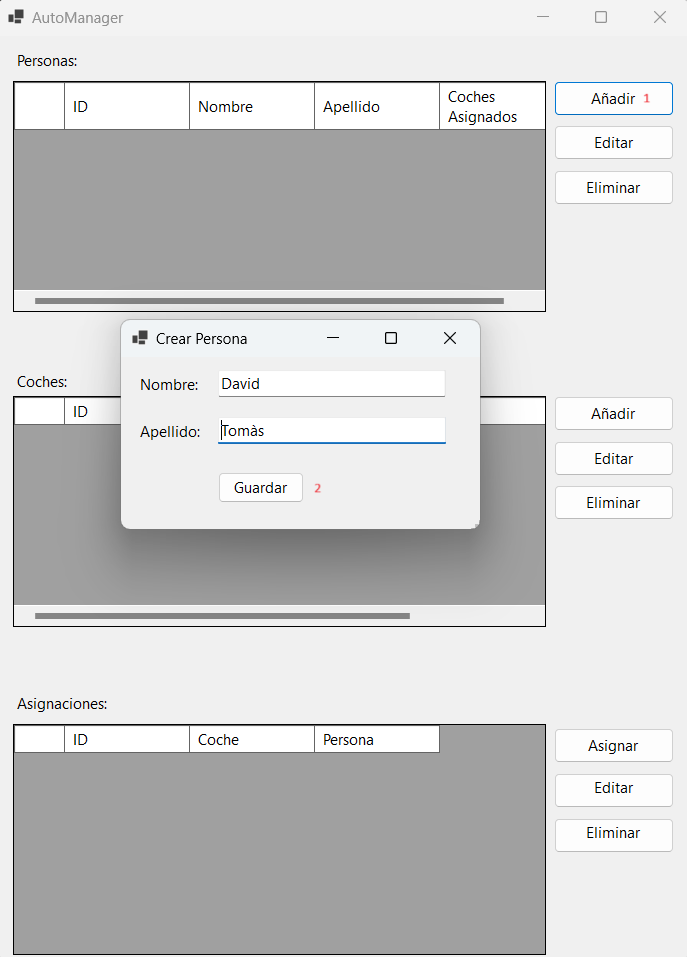 AutoManager
Personas:
ID Nombre Apellido Coches Asignados
Añadir 1
Editar
Eliminar
Crear Persona
Nombre: David
Apellido: Tomàs
Guardar 2
Coches:
ID
Añadir
Editar
Eliminar
Asignaciones:
ID Coche Persona
Asignar
Editar
Eliminar